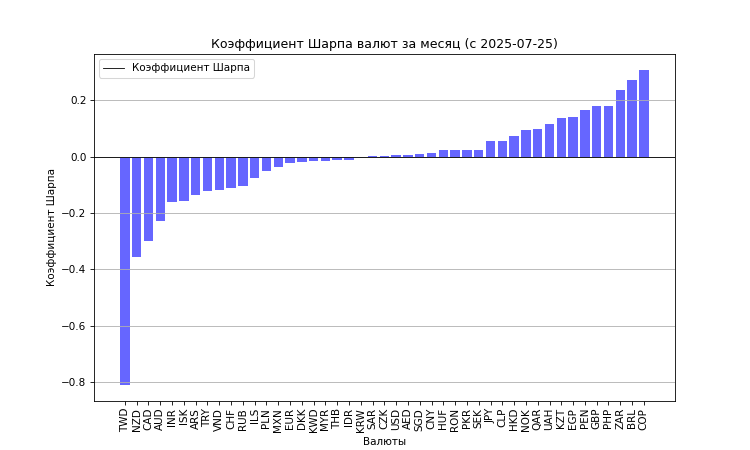 Коэффициент Шарпа валют за месяц (с 2025-07-25)
Коэффициент Шарпа
0.2
0.0
−0.2
−0.4
−0.6
−0.8
Коэффициент Шарпа
TWD NZD CAD AUD INR ISK ARS TRY VND CHF RUB ILS PLN MXN EUR DKK KWD MYR THB IDR KRW SAR CZK USD AED SGD CNY HUF RON PKR SEK JPY CLP HKD NOK QAR UAH KZT EGP PEN GBP PHP ZAR BRL COP
Валюты